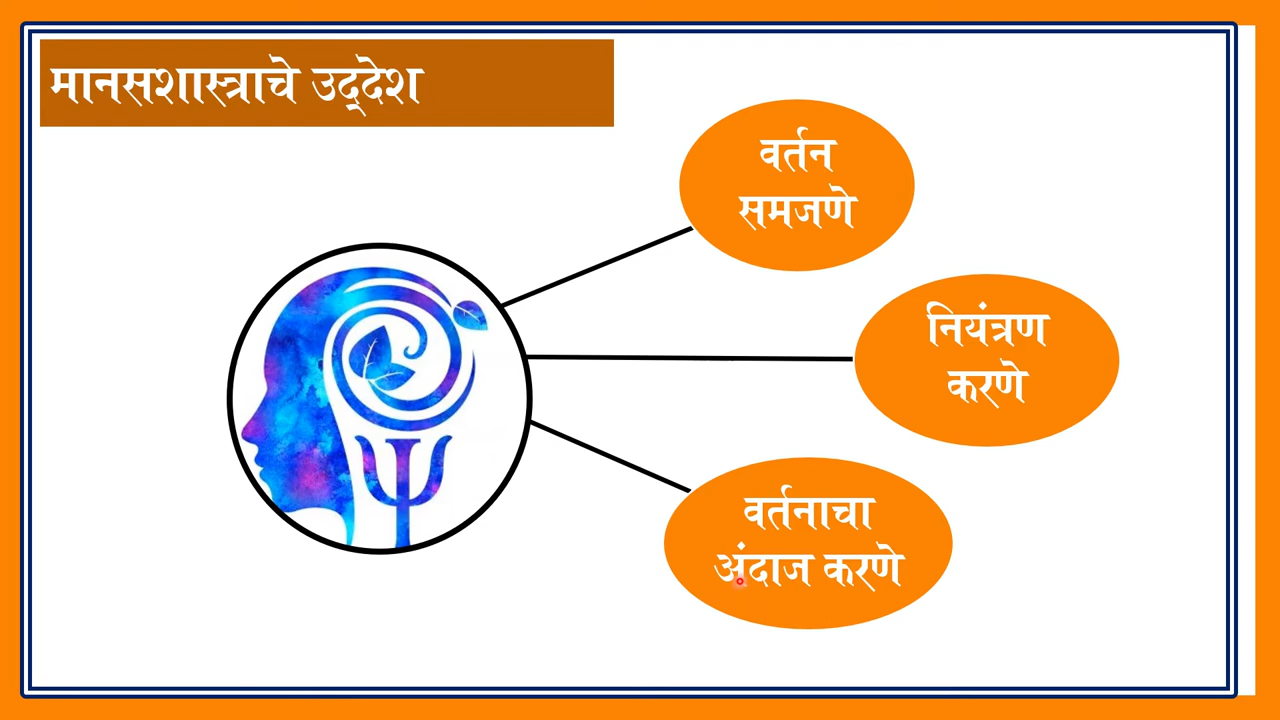 मानसशास्त्राचे उद्‌देश
वर्तन
समजणे
नियंत्रण
करणे
वर्तनाचा
अंदाज करणे